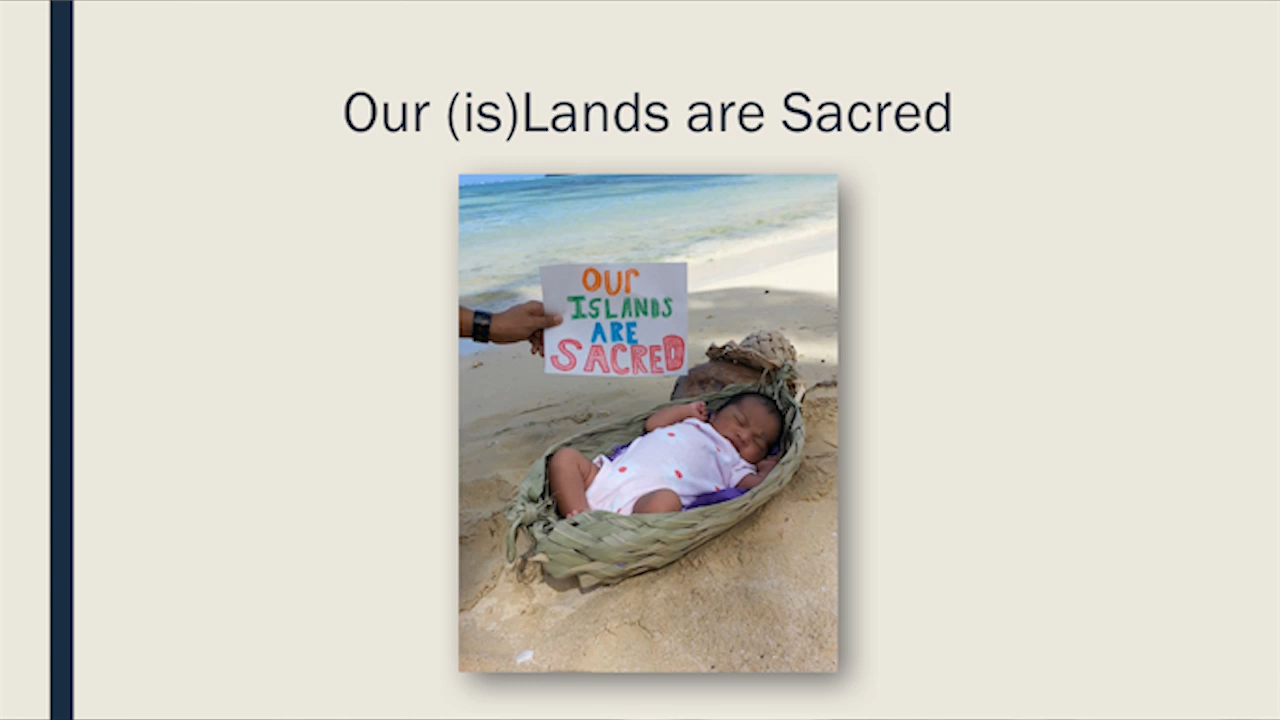 Our (is)Lands are Sacred
OUr
ISLANDS
ARE
SACRED